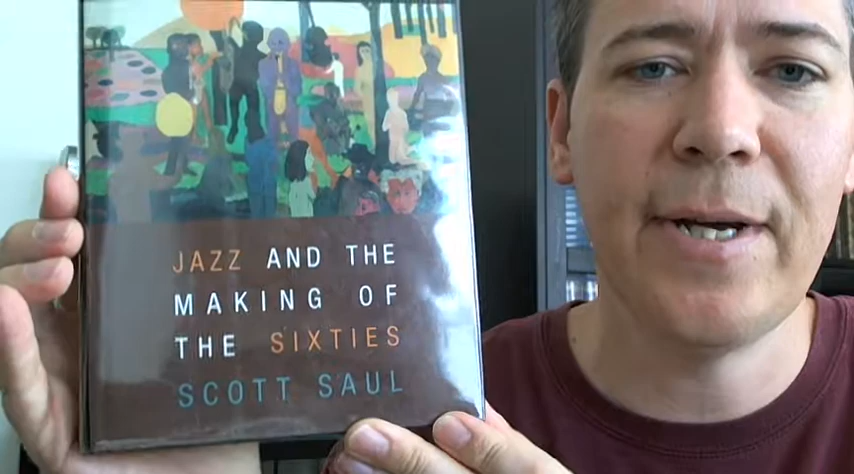 JAZZ AND THE
MAKING OF
THE SIXTIES
SCOTT SAUL